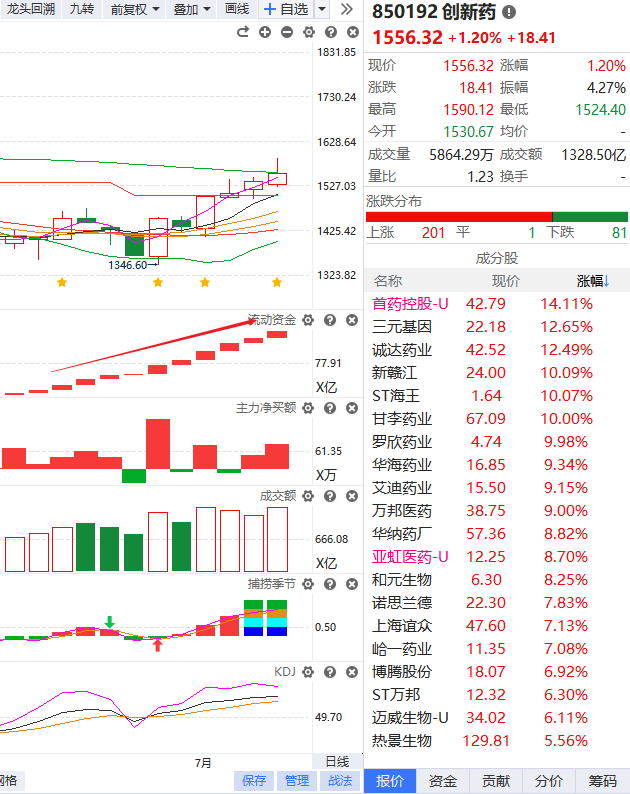 龙头回溯 九转 前复权 叠加 画线 + 自选
1831.85
1730.24
1628.64
1527.03
1425.42
1323.82
1346.60
流动资金
77.91
X亿
主力净买额
61.35
X万
成交额
666.08
X亿
捕捞季节
0.50
KDJ
49.70
7月 日线
网格 保存 管理 战法
850192 创新药
1556.32 +1.20% +18.41
现价 1556.32 涨幅 1.20%
涨跌 18.41 振幅 4.27%
最高 1590.12 最低 1524.40
今开 1530.67 均价 -
成交量 5864.29万 成交额 1328.50亿
量比 1.23 换手 -
涨跌分布
上涨 201 平 1 下跌 81
成分股
名称 现价 涨幅↓
首药控股-U 42.79 14.11%
三元基因 22.18 12.65%
诚达药业 42.52 12.49%
新赣江 24.00 10.09%
ST海王 1.64 10.07%
甘李药业 67.09 10.00%
罗欣药业 4.74 9.98%
华海药业 16.85 9.34%
艾迪药业 15.50 9.15%
万邦医药 38.75 9.00%
华纳药厂 57.36 8.82%
亚虹医药-U 12.25 8.70%
和元生物 6.30 8.25%
诺思兰德 22.30 7.83%
上海谊众 47.60 7.13%
哈一药业 11.35 7.08%
博腾股份 18.07 6.92%
ST万邦 12.32 6.30%
迈威生物-U 34.02 6.11%
热景生物 129.81 5.56%
报价 资金 贡献 分价 筹码